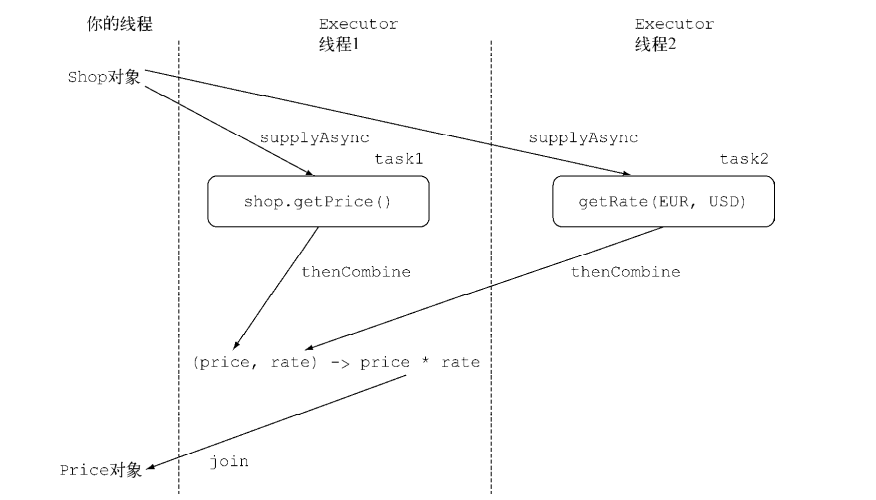 你的线程
Executor
线程1
Executor
线程2
Shop对象
supplyAsync
supplyAsync
task1
task2
shop.getPrice()
getRate(EUR, USD)
thenCombine
thenCombine
(price, rate) -> price * rate
join
Price对象